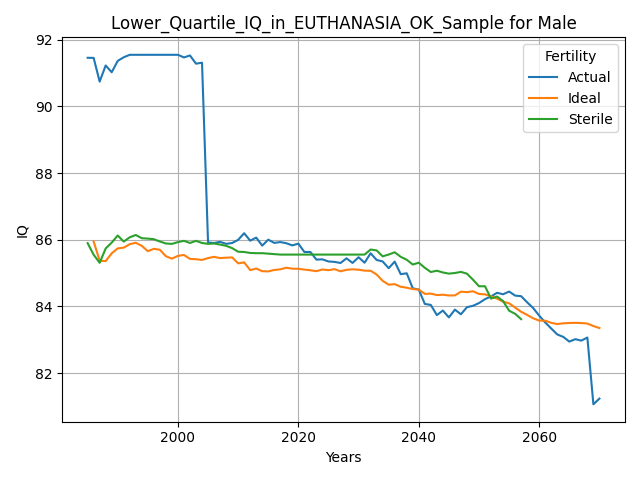 Lower_Quartile_IQ_in_EUTHANASIA_OK_Sample for Male
Fertility
Actual
Ideal
Sterile
IQ
92
90
88
86
84
82
2000 2020 2040 2060
Years